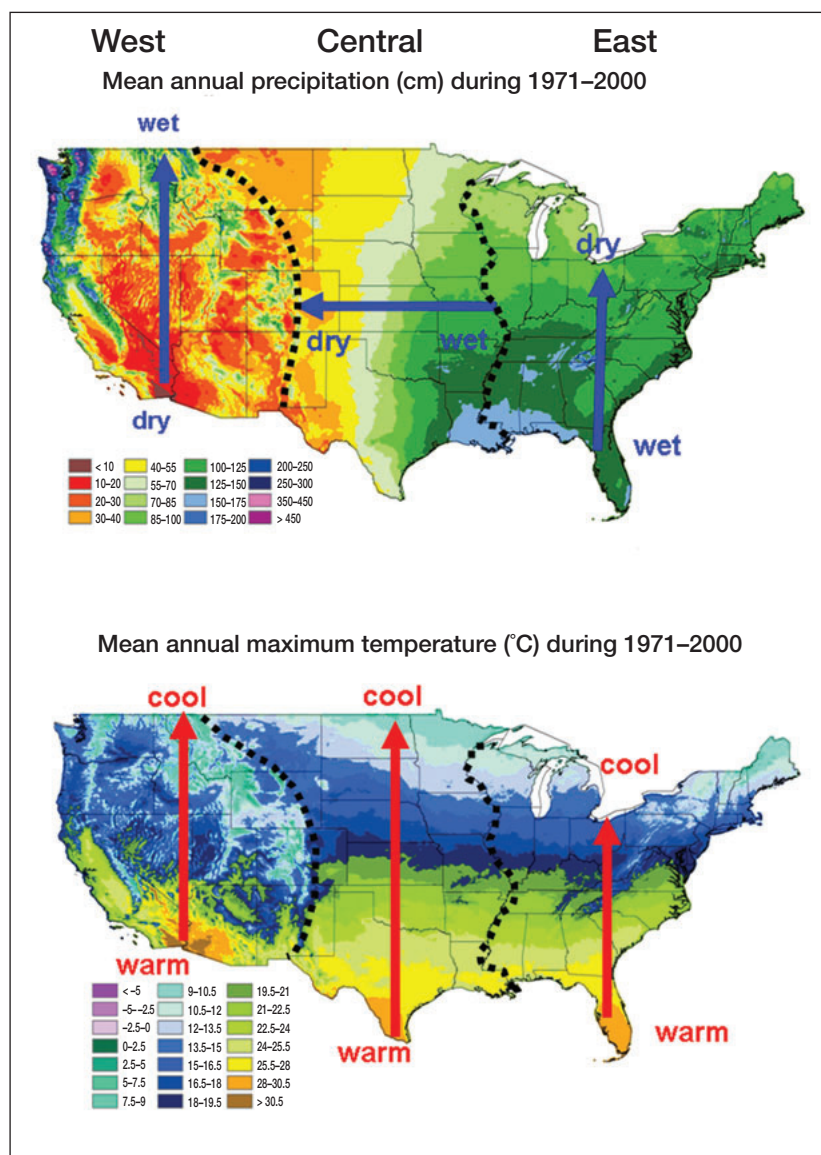 West Central East
Mean annual precipitation (cm) during 1971–2000
wet
dry
dry
wet
dry
wet
< 10 40–55 100–125 200–250
10–20 55–70 125–150 250–300
20–30 70–85 150–175 350–450
30–40 85–100 175–200 > 450
Mean annual maximum temperature (˚C) during 1971–2000
cool
cool
cool
warm
warm
warm
< –5 9–10.5 19.5–21
–5– –2.5 10.5–12 21–22.5
–2.5–0 12–13.5 22.5–24
0–2.5 13.5–15 24–25.5
2.5–5 15–16.5 25.5–28
5–7.5 16.5–18 28–30.5
7.5–9 18–19.5 > 30.5